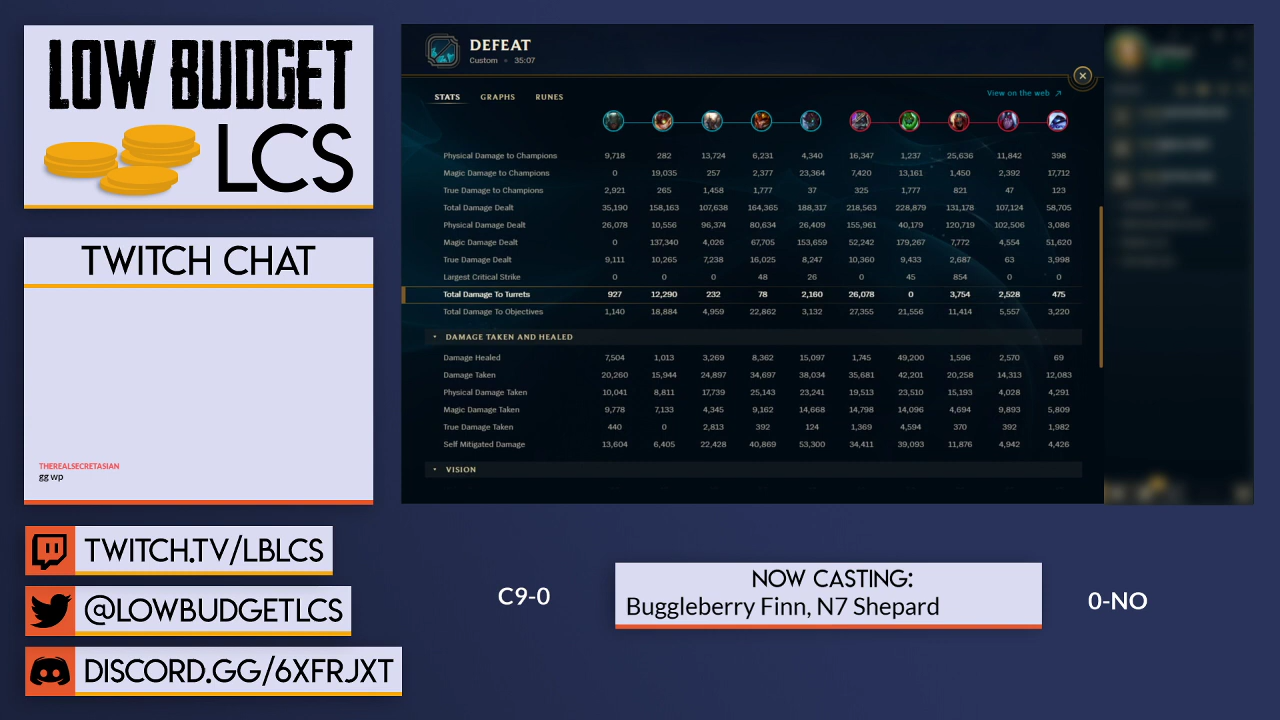 LOW BUDGET
LCS
TWITCH CHAT
THEREALSECRETASIAN
gg wp
TWITCH.TV/LBLCS
@LOWBUDGETLCS
DISCORD.GG/6XFRJXT
DEFEAT
Custom • 35:07
STATS GRAPHS RUNES
View on the web
Physical Damage to Champions 9,718 282 13,724 6,231 4,340 16,347 1,237 25,636 11,842 398
Magic Damage to Champions 0 19,035 257 2,377 23,364 7,420 13,161 1,450 2,392 17,712
True Damage to Champions 2,921 265 1,458 1,777 37 325 1,777 821 47 123
Total Damage Dealt 35,190 158,163 107,638 164,365 188,317 218,563 228,879 131,178 107,124 58,705
Physical Damage Dealt 26,078 10,556 96,374 80,634 26,409 155,961 40,179 120,719 102,506 3,086
Magic Damage Dealt 0 137,340 4,026 67,705 153,659 52,242 179,267 7,772 4,554 51,620
True Damage Dealt 9,111 10,265 7,238 16,025 8,247 10,360 9,433 2,687 63 3,998
Largest Critical Strike 0 0 0 48 26 0 45 854 0 0
Total Damage To Turrets 927 12,290 232 78 2,160 26,078 0 3,754 2,528 475
Total Damage To Objectives 1,140 18,884 4,959 22,862 3,132 27,355 21,556 11,414 5,557 3,220
DAMAGE TAKEN AND HEALED
Damage Healed 7,504 1,013 3,269 8,362 15,097 1,745 49,200 1,596 2,570 69
Damage Taken 20,260 15,944 24,897 34,697 38,034 35,681 42,201 20,258 14,313 12,083
Physical Damage Taken 10,041 8,811 17,739 25,143 23,241 19,513 23,510 15,193 4,028 4,291
Magic Damage Taken 9,778 7,133 4,345 9,162 14,668 14,798 14,096 4,694 9,893 5,809
True Damage Taken 440 0 2,813 392 124 1,369 4,594 370 392 1,982
Self Mitigated Damage 13,604 6,405 22,428 40,869 53,300 34,411 39,093 11,876 4,942 4,426
VISION
C9-0
NOW CASTING:
Buggleberry Finn, N7 Shepard
0-NO